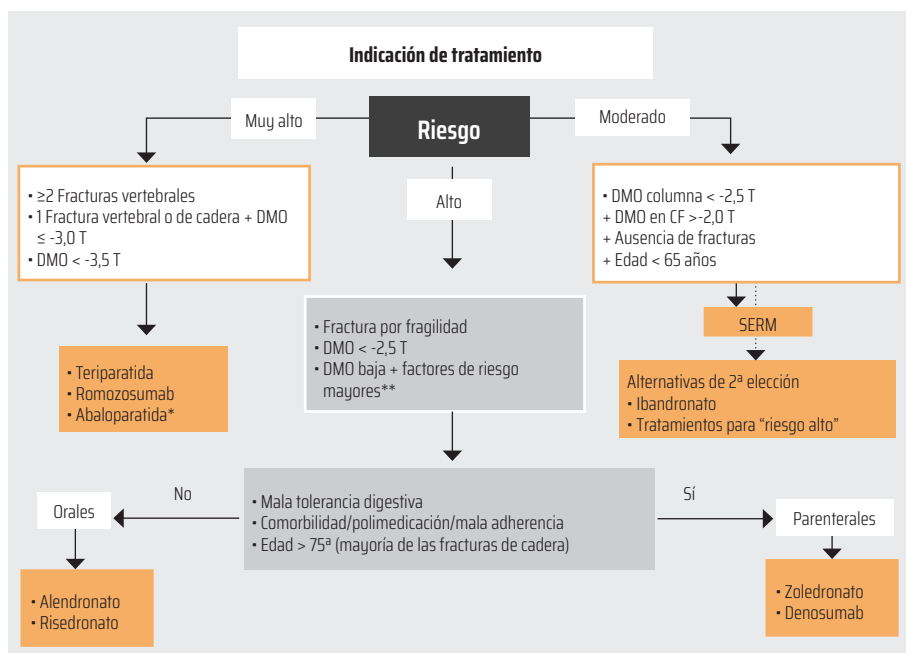 Indicación de tratamiento
Riesgo
Muy alto
Alto
Moderado
• ≥2 Fracturas vertebrales
• 1 Fractura vertebral o de cadera + DMO
≤ -3,0 T
• DMO < -3,5 T
• Teriparatida
• Romozosumab
• Abaloparatida*
• Fractura por fragilidad
• DMO < -2,5 T
• DMO baja + factores de riesgo
mayores**
• DMO columna < -2,5 T
+ DMO en CF >-2,0 T
+ Ausencia de fracturas
+ Edad < 65 años
SERM
Alternativas de 2ª elección
• Ibandronato
• Tratamientos para “riesgo alto”
• Mala tolerancia digestiva
• Comorbilidad/polimedicación/mala adherencia
• Edad > 75ª (mayoría de las fracturas de cadera)
No
Orales
• Alendronato
• Risedronato
Sí
Parenterales
• Zoledronato
• Denosumab